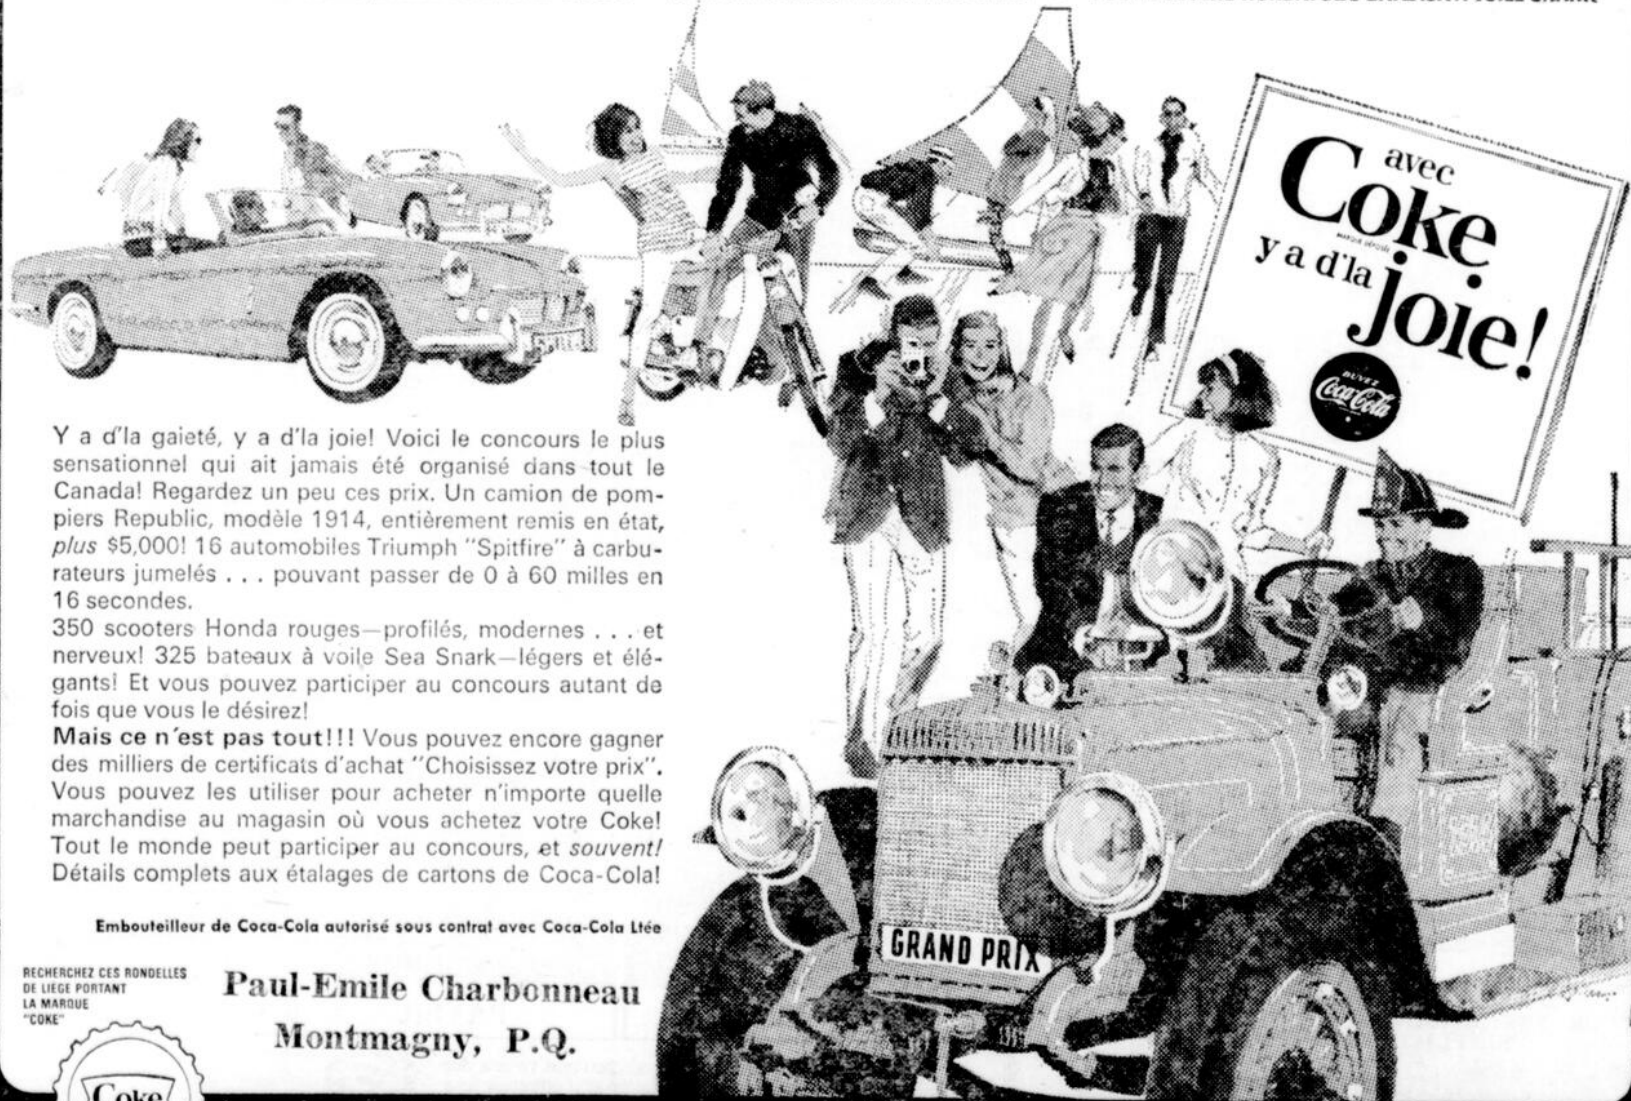 avec
Coke
MARQUE DÉPOSÉE
y a d'la
joie!
BUVEZ
Coca-Cola
Y a d'la gaieté, y a d'la joie! Voici le concours le plus
sensationnel qui ait jamais été organisé dans tout le
Canada! Regardez un peu ces prix. Un camion de pom-
piers Republic, modèle 1914, entièrement remis en état,
plus $5,000! 16 automobiles Triumph "Spitfire" à carbu-
rateurs jumelés . . . pouvant passer de 0 à 60 milles en
16 secondes.
350 scooters Honda rouges—profilés, modernes . . . et
nerveux! 325 bateaux à voile Sea Snark—légers et élé-
gants! Et vous pouvez participer au concours autant de
fois que vous le désirez!
Mais ce n'est pas tout!!! Vous pouvez encore gagner
des milliers de certificats d'achat "Choisissez votre prix".
Vous pouvez les utiliser pour acheter n'importe quelle
marchandise au magasin où vous achetez votre Coke!
Tout le monde peut participer au concours, et souvent!
Détails complets aux étalages de cartons de Coca-Cola!
Embouteilleur de Coca-Cola autorisé sous contrat avec Coca-Cola Ltée
RECHERCHEZ CES RONDELLES
DE LIEGE PORTANT
LA MARQUE
"COKE"
Paul-Emile Charbonneau
Montmagny, P.Q.
Coke
GRAND PRIX